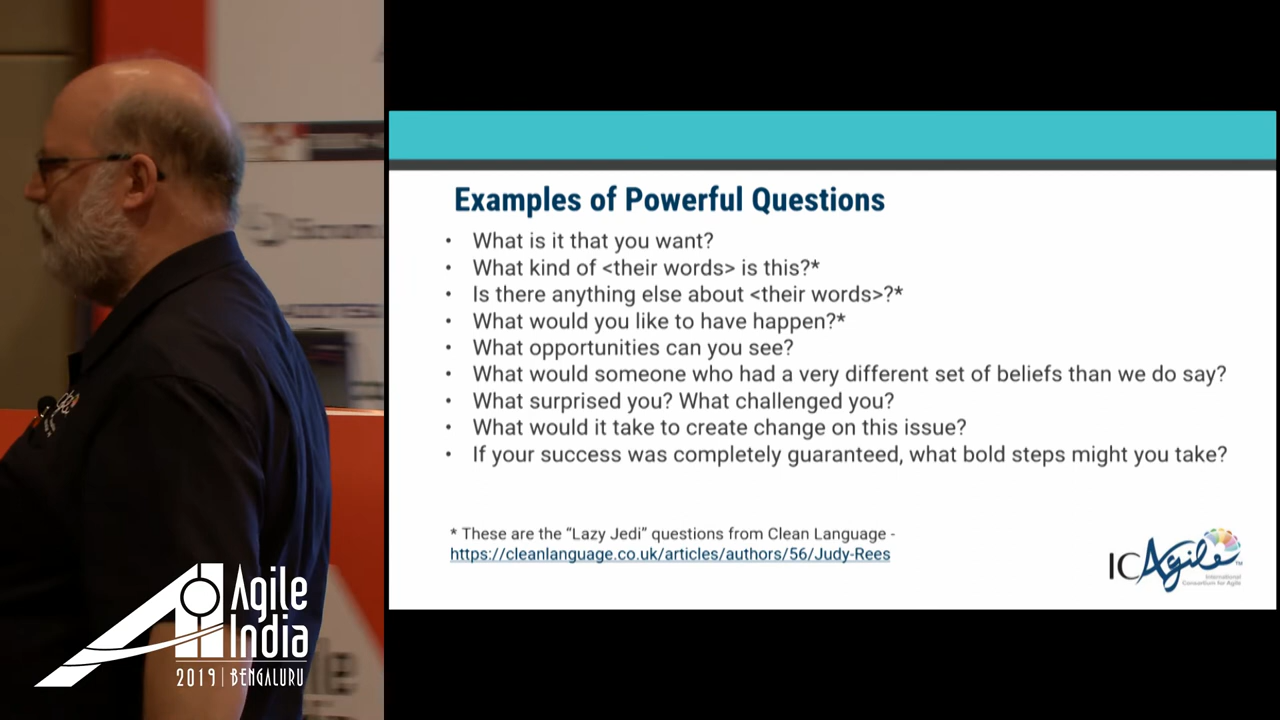 Examples of Powerful Questions
• What is it that you want?
• What kind of <their words> is this?*
• Is there anything else about <their words>?*
• What would you like to have happen?*
• What opportunities can you see?
• What would someone who had a very different set of beliefs than we do say?
• What surprised you? What challenged you?
• What would it take to create change on this issue?
• If your success was completely guaranteed, what bold steps might you take?
* These are the “Lazy Jedi” questions from Clean Language -
https://cleanlanguage.co.uk/articles/authors/56/Judy-Rees
ICAgile
TM
International
Consortium for Agile
Agile
India
2019 | BENGALURU